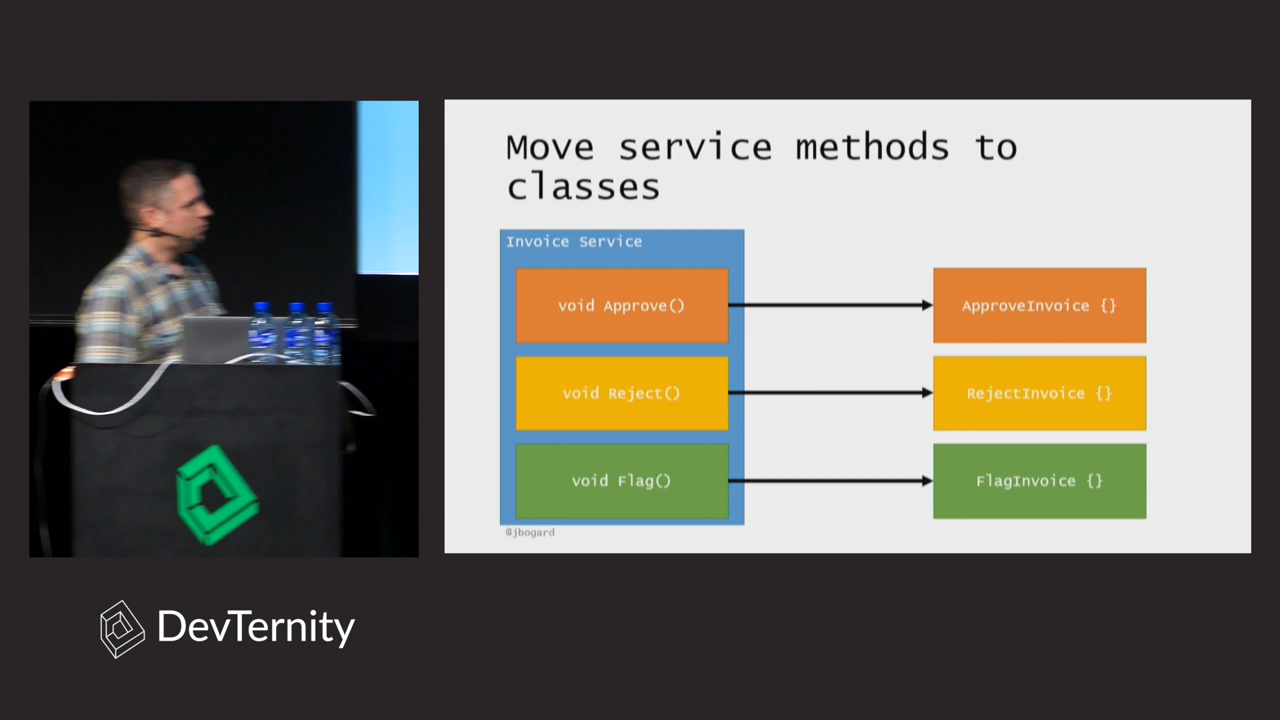 Move service methods to
classes
Invoice Service
void Approve()
ApproveInvoice {}
void Reject()
RejectInvoice {}
void Flag()
FlagInvoice {}
@jbogard
DevTernity